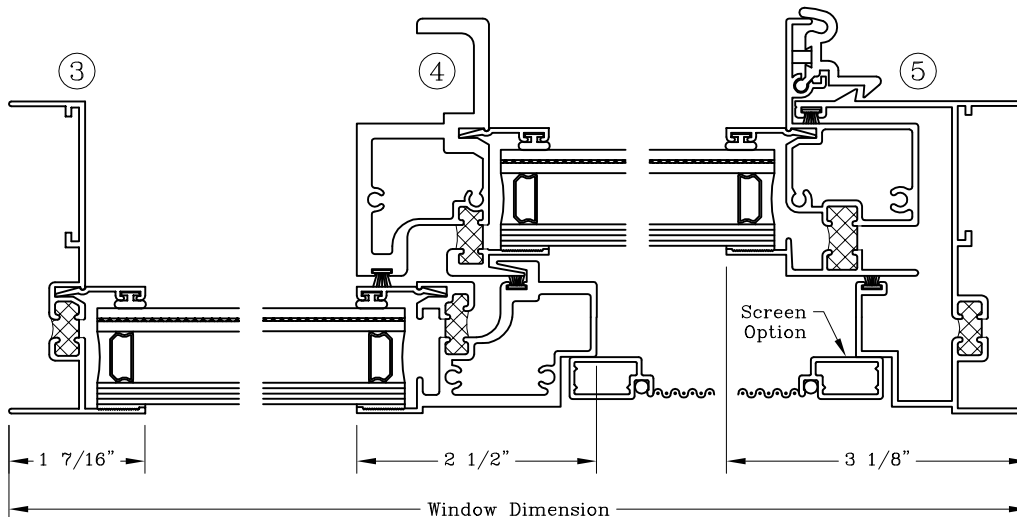 3
4
5
Screen
Option
1 7/16”
2 1/2”
3 1/8”
Window Dimension